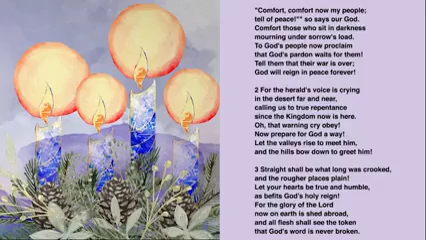 "Comfort, comfort now my people;
tell of peace!"" so says our God.
Comfort those who sit in darkness
mourning under sorrow's load.
To God's people now proclaim
that God's pardon waits for them!
Tell them that their war is over;
God will reign in peace forever!
2 For the herald's voice is crying
in the desert far and near,
calling us to true repentance
since the Kingdom now is here.
Oh, that warning cry obey!
Now prepare for God a way!
Let the valleys rise to meet him,
and the hills bow down to greet him!
3 Straight shall be what long was crooked,
and the rougher places plain!
Let your hearts be true and humble,
as befits God's holy reign!
For the glory of the Lord
now on earth is shed abroad,
and all flesh shall see the token
that God's word is never broken.